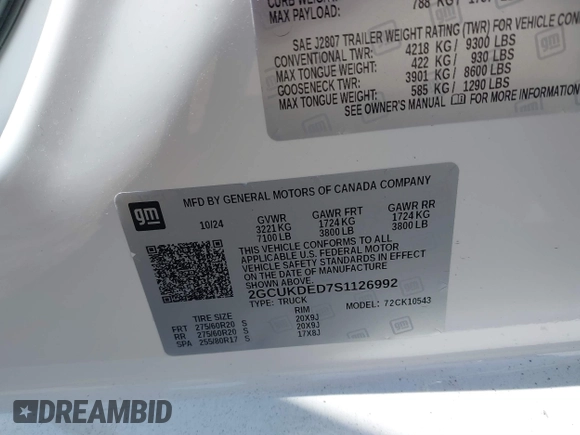 788 KG /
MAX PAYLOAD:
SAE J2807 TRAILER WEIGHT RATING (TWR) FOR VEHICLE CON
CONVENTIONAL TWR: 4218 KG / 9300 LBS
MAX TONGUE WEIGHT: 422 KG / 930 LBS
GOOSENECK TWR: 3901 KG / 8600 LBS
MAX TONGUE WEIGHT: 585 KG / 1290 LBS
SEE OWNER'S MANUAL gm FOR MORE INFORMATION
gm
MFD BY GENERAL MOTORS OF CANADA COMPANY
10/24 GVWR GAWR FRT GAWR RR
3221 KG 1724 KG 1724 KG
7100 LB 3800 LB 3800 LB
THIS VEHICLE CONFORMS TO ALL
APPLICABLE U.S. FEDERAL MOTOR
VEHICLE SAFETY STANDARDS IN EFFECT
ON THE DATE OF MANUFACTURE
SHOWN ABOVE.
2GCUKDED7S1126992
TYPE: TRUCK MODEL: 72CK10543
TIRE SIZE RIM
FRT 275/60R20 S 20X9J
RR 275/60R20 S 20X9J
SPA 255/80R17 S 17X8J
DREAMBID